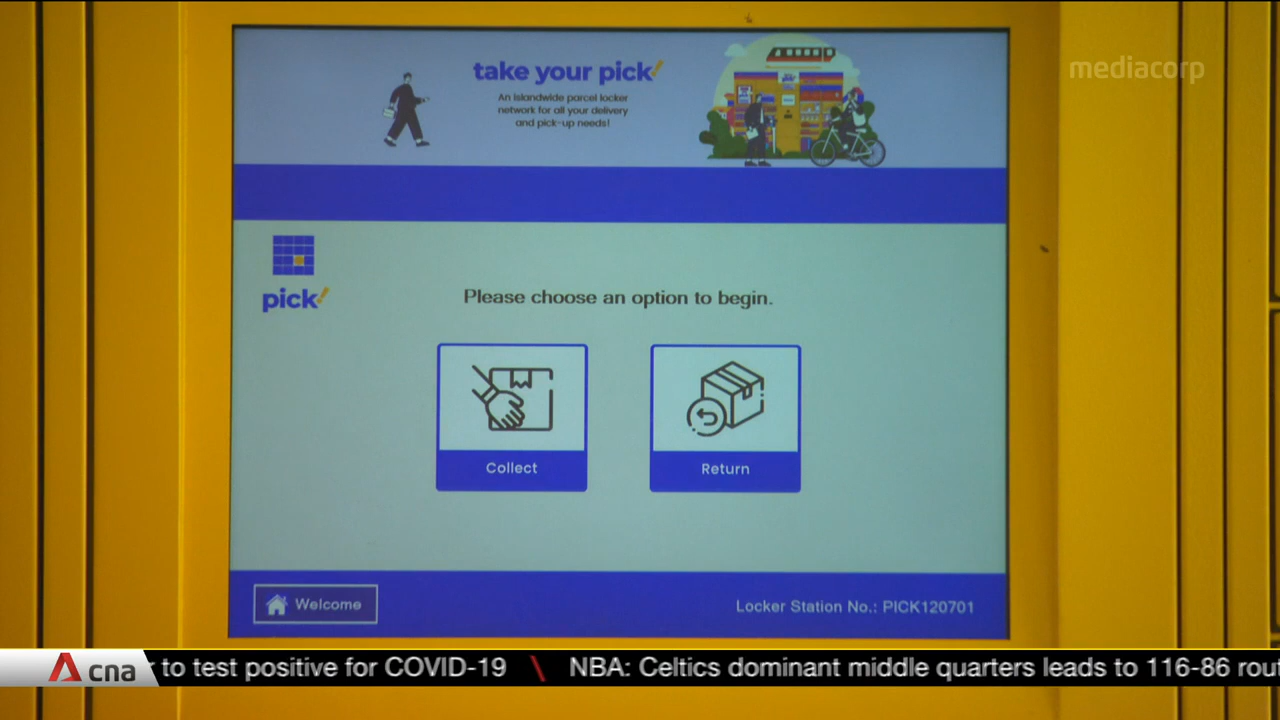 take your pick!
An islandwide parcel locker
network for all your delivery
and pick-up needs!
mediacorp
pick!
Please choose an option to begin.
Collect
Return
Welcome
Locker Station No.: PICK120701
cna
to test positive for COVID-19 \ NBA: Celtics dominant middle quarters leads to 116-86